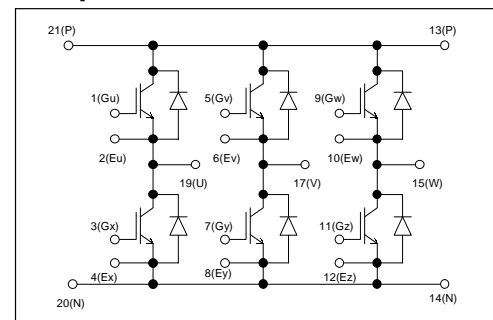 21(P) 13(P)
1(Gu) 5(Gv) 9(Gw)
2(Eu) 6(Ev) 10(Ew)
19(U) 17(V) 15(W)
3(Gx) 7(Gy) 11(Gz)
4(Ex) 8(Ey) 12(Ez)
20(N) 14(N)